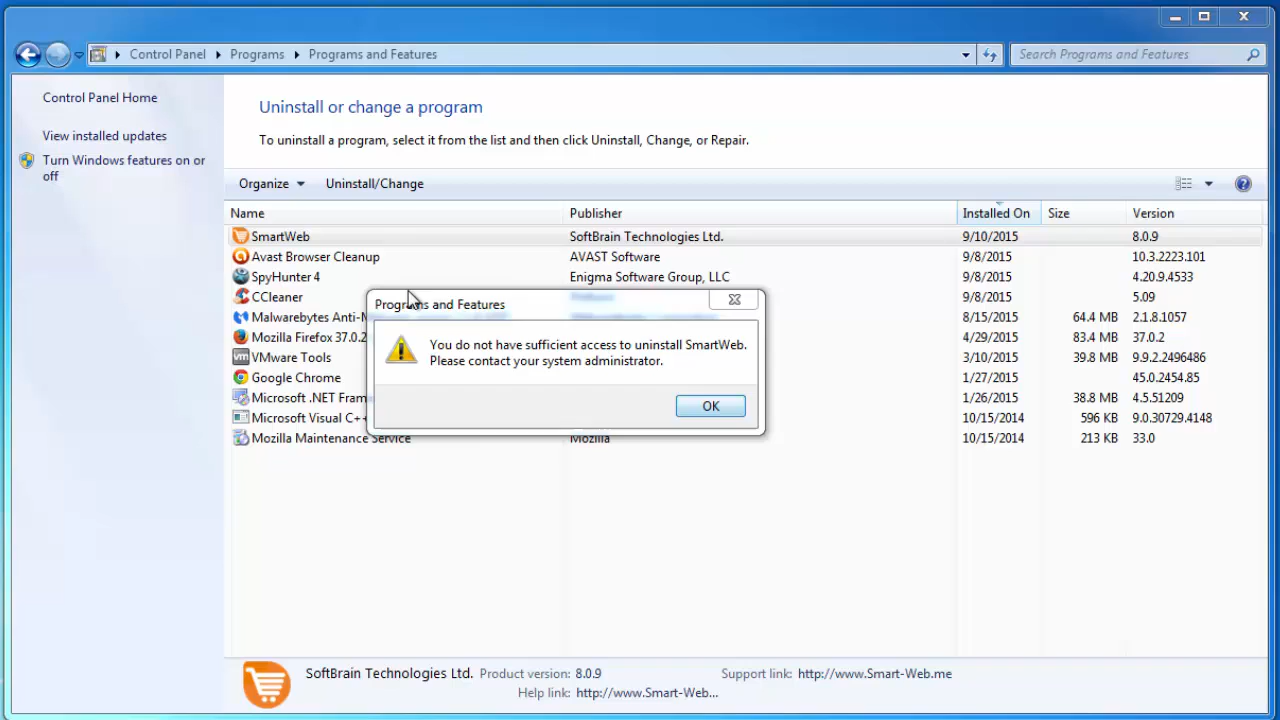 Control Panel Programs Programs and Features
Search Programs and Features
Control Panel Home
View installed updates
Turn Windows features on or
off
Uninstall or change a program
To uninstall a program, select it from the list and then click Uninstall, Change, or Repair.
Organize Uninstall/Change
Name Publisher Installed On Size Version
SmartWeb SoftBrain Technologies Ltd. 9/10/2015 8.0.9
Avast Browser Cleanup AVAST Software 9/8/2015 10.3.2223.101
SpyHunter 4 Enigma Software Group, LLC 9/8/2015 4.20.9.4533
CCleaner 9/8/2015 5.09
Malwarebytes Anti-M 8/15/2015 64.4 MB 2.1.8.1057
Mozilla Firefox 37.0.2 4/29/2015 83.4 MB 37.0.2
VMware Tools 3/10/2015 39.8 MB 9.9.2.2496486
Google Chrome 1/27/2015 45.0.2454.85
Microsoft .NET Fram 1/26/2015 38.8 MB 4.5.51209
Microsoft Visual C++ 10/15/2014 596 KB 9.0.30729.4148
Mozilla Maintenance Service Mozilla 10/15/2014 213 KB 33.0
Programs and Features
You do not have sufficient access to uninstall SmartWeb.
Please contact your system administrator.
OK
SoftBrain Technologies Ltd. Product version: 8.0.9 Support link: http://www.Smart-Web.me
Help link: http://www.Smart-Web...